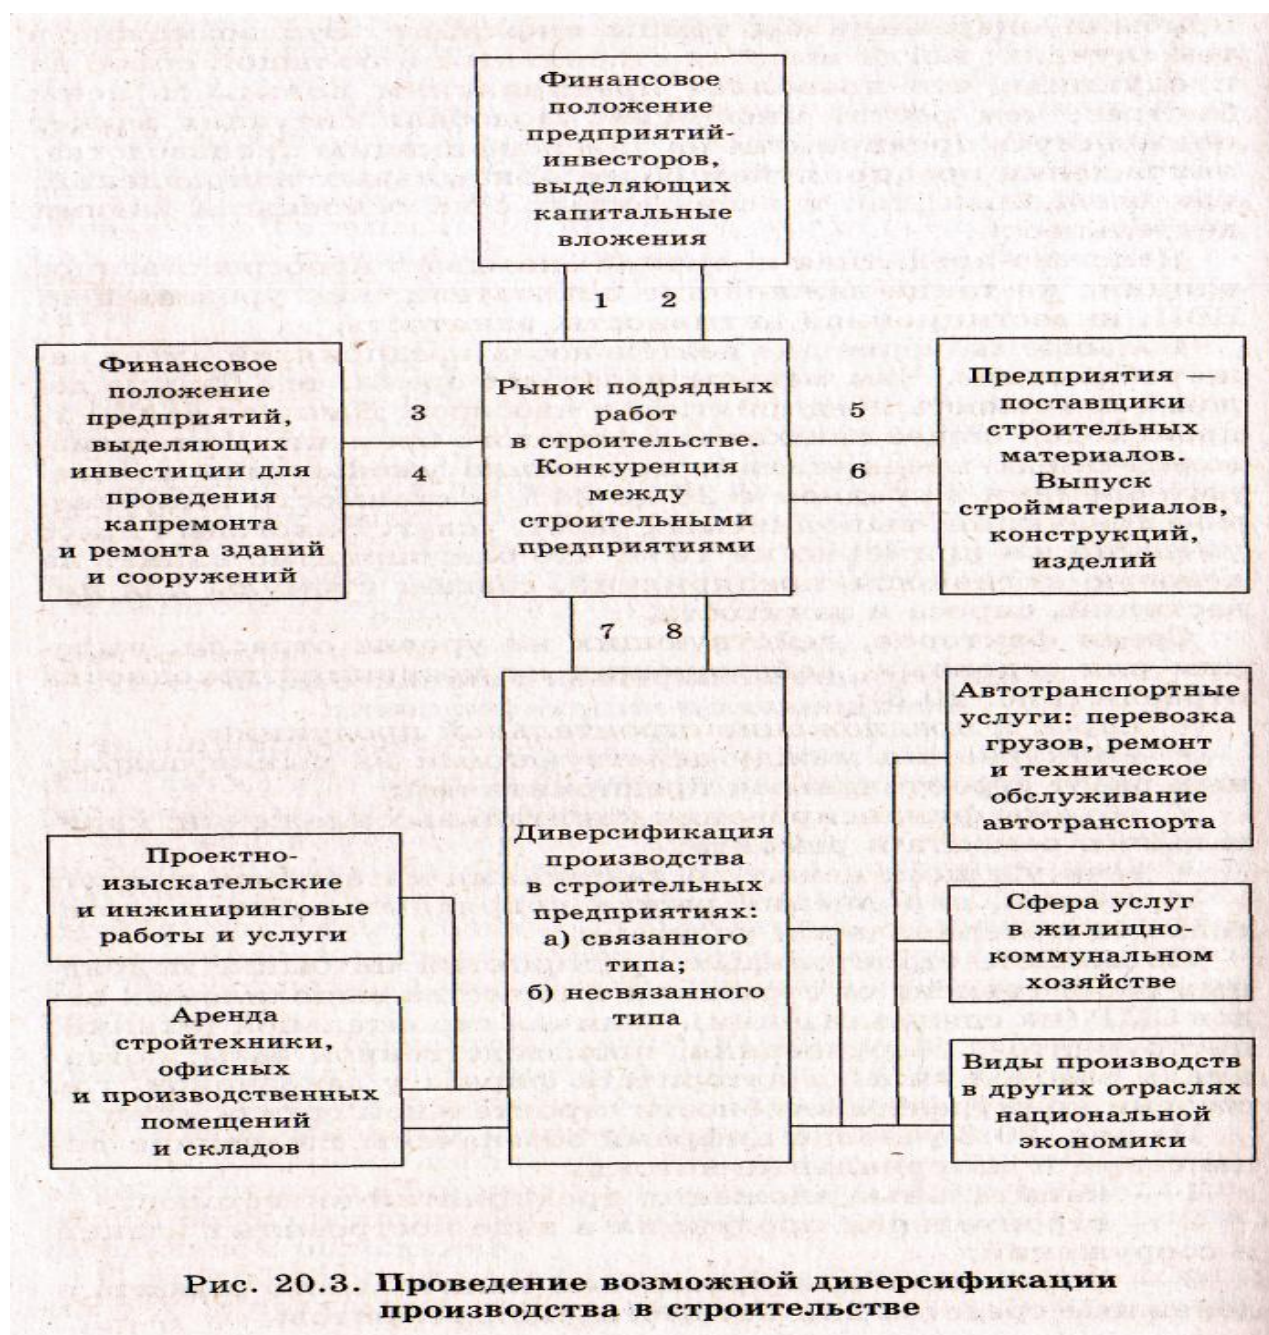 Финансовое
положение
предприятий-
инвесторов,
выделяющих
капитальные
вложения
1 2
Финансовое
положение
предприятий,
выделяющих
инвестиции для
проведения
капремонта
и ремонта зданий
и сооружений
3
4
Рынок подрядных
работ
в строительстве.
Конкуренция
между
строительными
предприятиями
5
6
Предприятия
поставщики
строительных
материалов.
Выпуск
стройматериалов,
конструкций,
изделий
7 8
Проектно-
изыскательские
и инжиниринговые
работы и услуги
Аренда
стройтехники,
офисных
и производственных
помещений
и складов
Диверсификация
производства
в строительных
предприятиях:
а) связанного
типа;
б) несвязанного
типа
Автотранспортные
услуги: перевозка
грузов, ремонт
и техническое
обслуживание
автотранспорта
Сфера услуг
в жилищно-
коммунальном
хозяйстве
Виды производств
в других отраслях
национальной
экономики
Рис. 20.3. Проведение возможной диверсификации
производства в строительстве